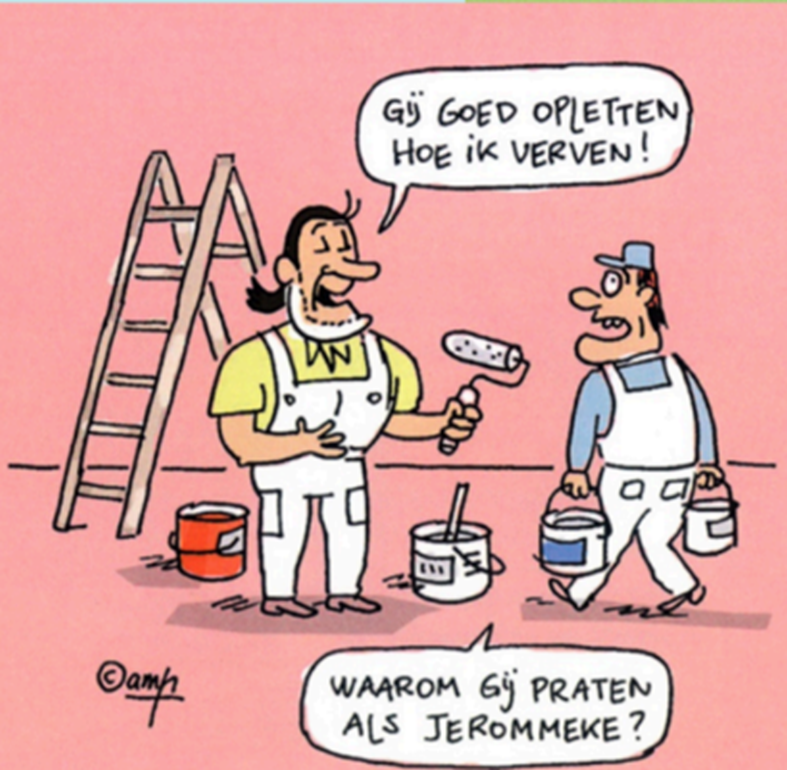 GIJ GOED OPLETTEN
HOE IK VERVEN!
©amp
WAAROM GIJ PRATEN
ALS JEROMMEKE?